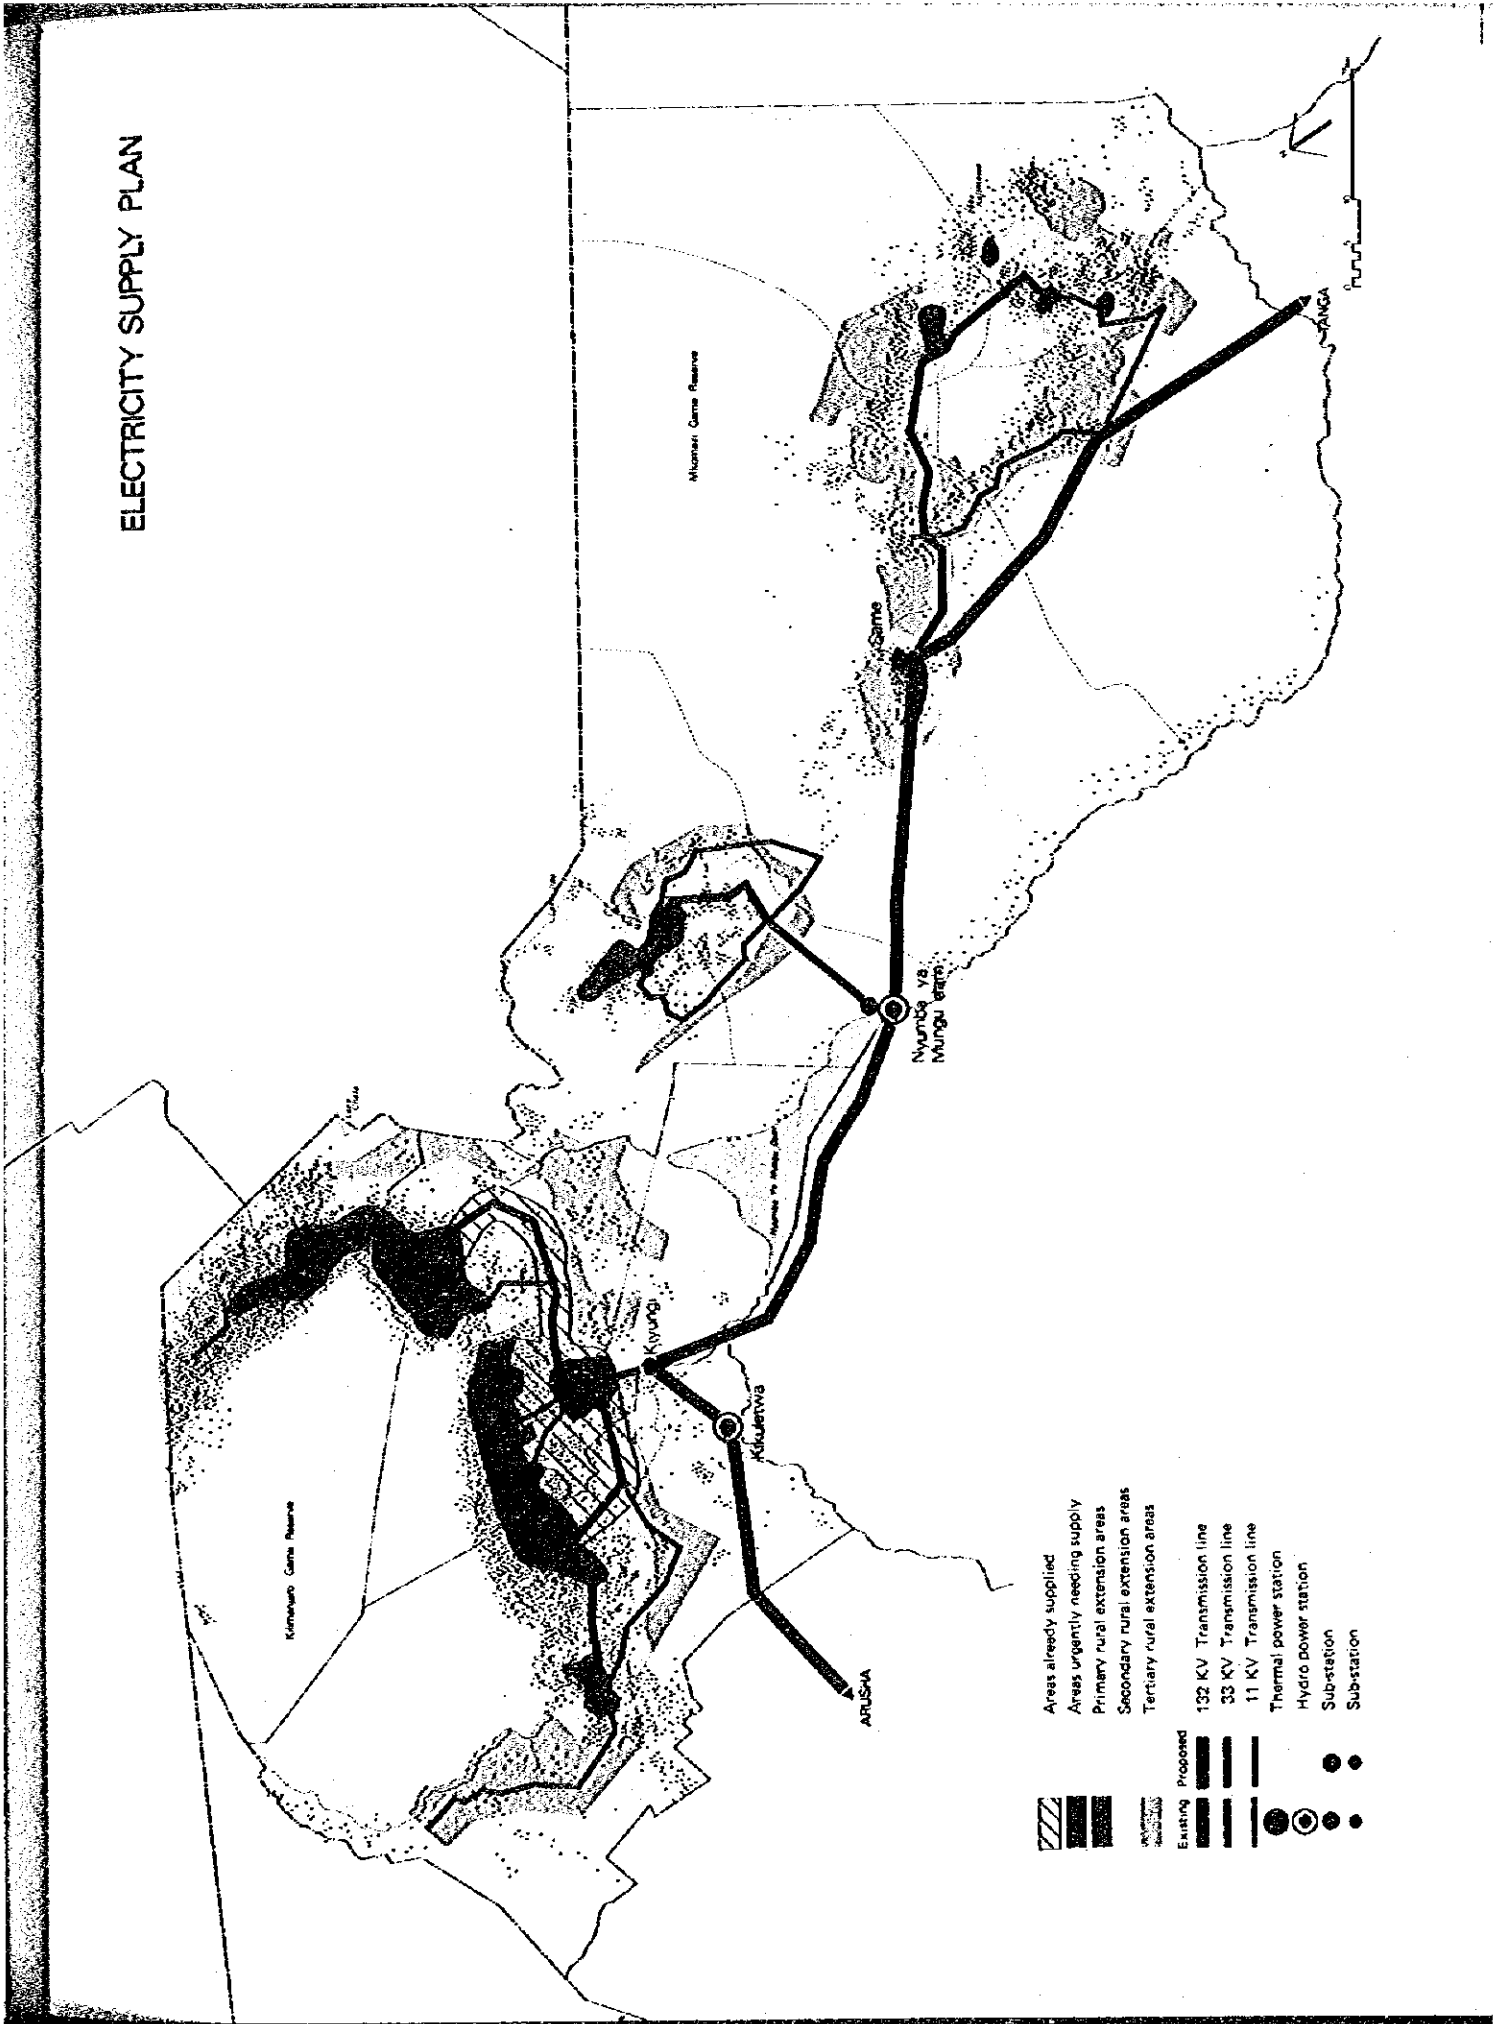 ELECTRICITY SUPPLY PLAN
Kilimanjaro Game Reserve
Mkomazi Game Reserve
Lake
Same
Nyumba ya
Mungu dam
Kiyungi
Kikuletwa
ARUSHA
TANGA
Areas already supplied
Areas urgently needing supply
Primary rural extension areas
Secondary rural extension areas
Tertiary rural extension areas
Existing Proposed
132 KV Transmission line
33 KV Transmission line
11 KV Transmission line
Thermal power station
Hydro power station
Sub-station
Sub-station